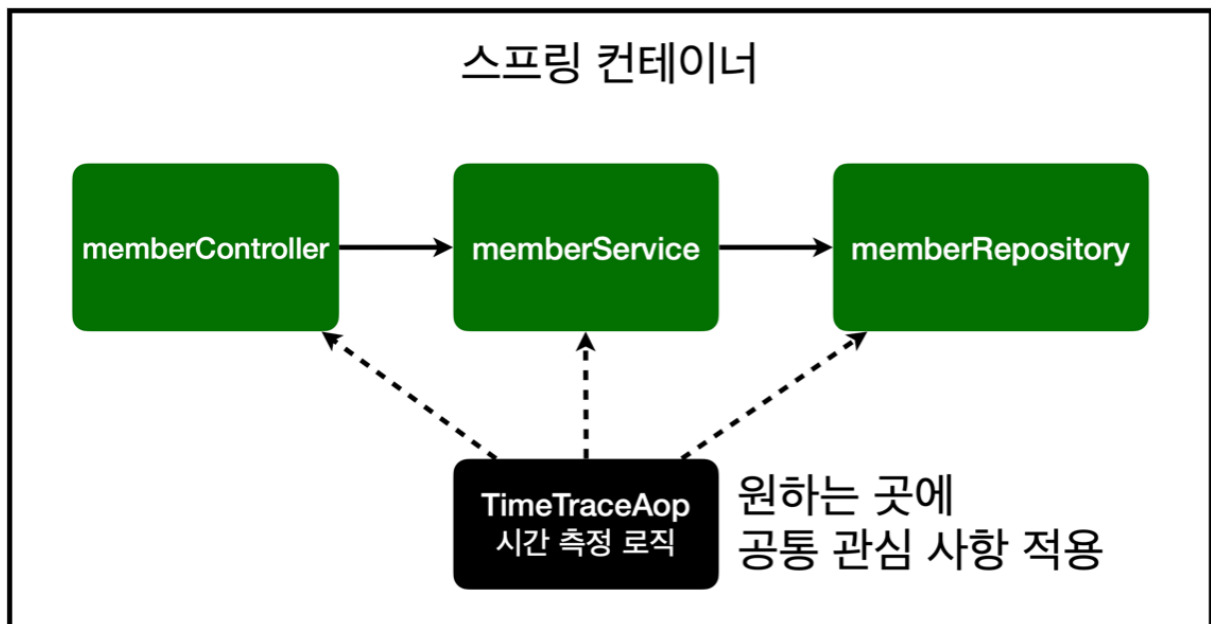 스프링 컨테이너
memberController
memberService
memberRepository
TimeTraceAop
시간 측정 로직
원하는 곳에
공통 관심 사항 적용